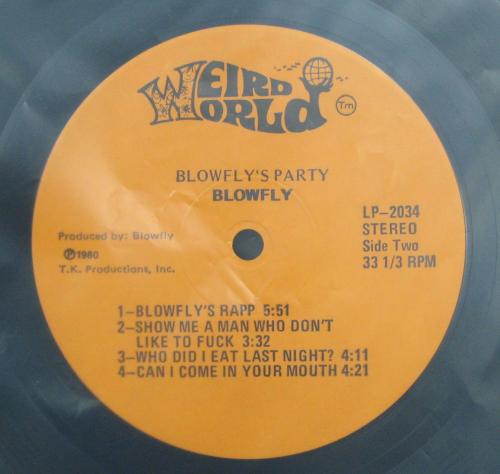 WEIRD
WORLD
Tm
BLOWFLY'S PARTY
BLOWFLY
LP-2034
STEREO
Side Two
33 1/3 RPM
Produced by: Blowfly
℗1980
T.K. Productions, Inc.
1-BLOWFLY'S RAPP 5:51
2-SHOW ME A MAN WHO DON'T
LIKE TO FUCK 3:32
3-WHO DID I EAT LAST NIGHT? 4:11
4-CAN I COME IN YOUR MOUTH 4:21